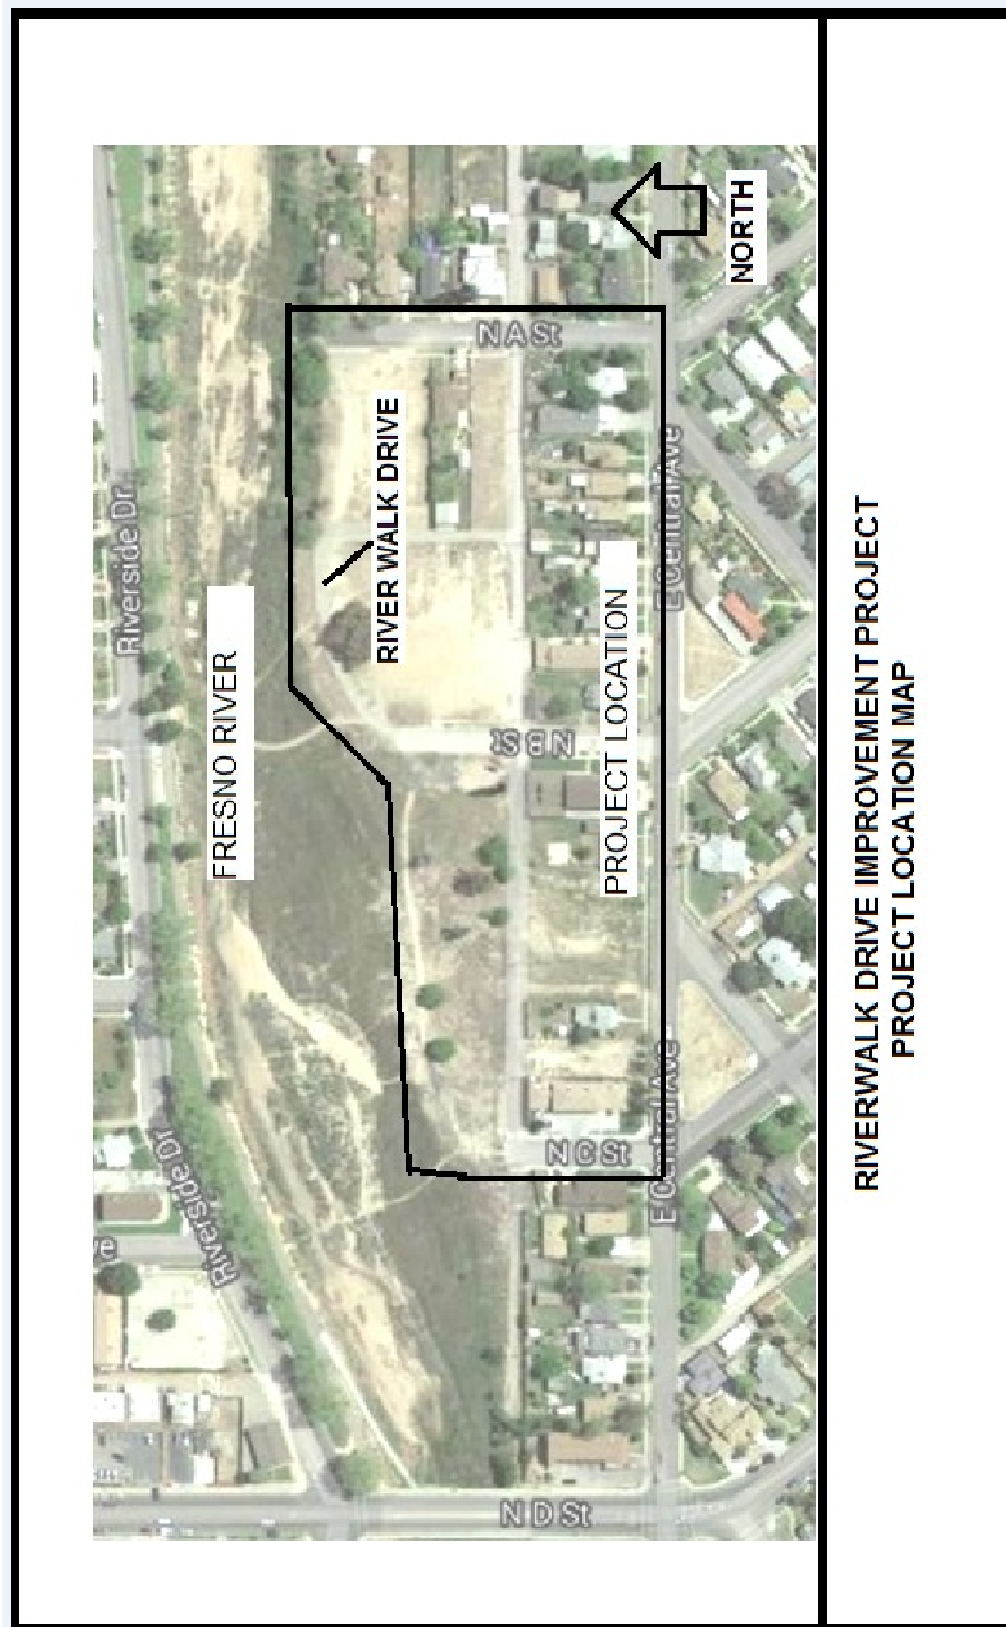 Riverside Dr
Riverside Dr
ve
FRESNO RIVER
RIVER WALK DRIVE
N A St
N B St
N C St
N D St
PROJECT LOCATION
E Central Ave
E Central Ave
NORTH
RIVERWALK DRIVE IMPROVEMENT PROJECT
PROJECT LOCATION MAP